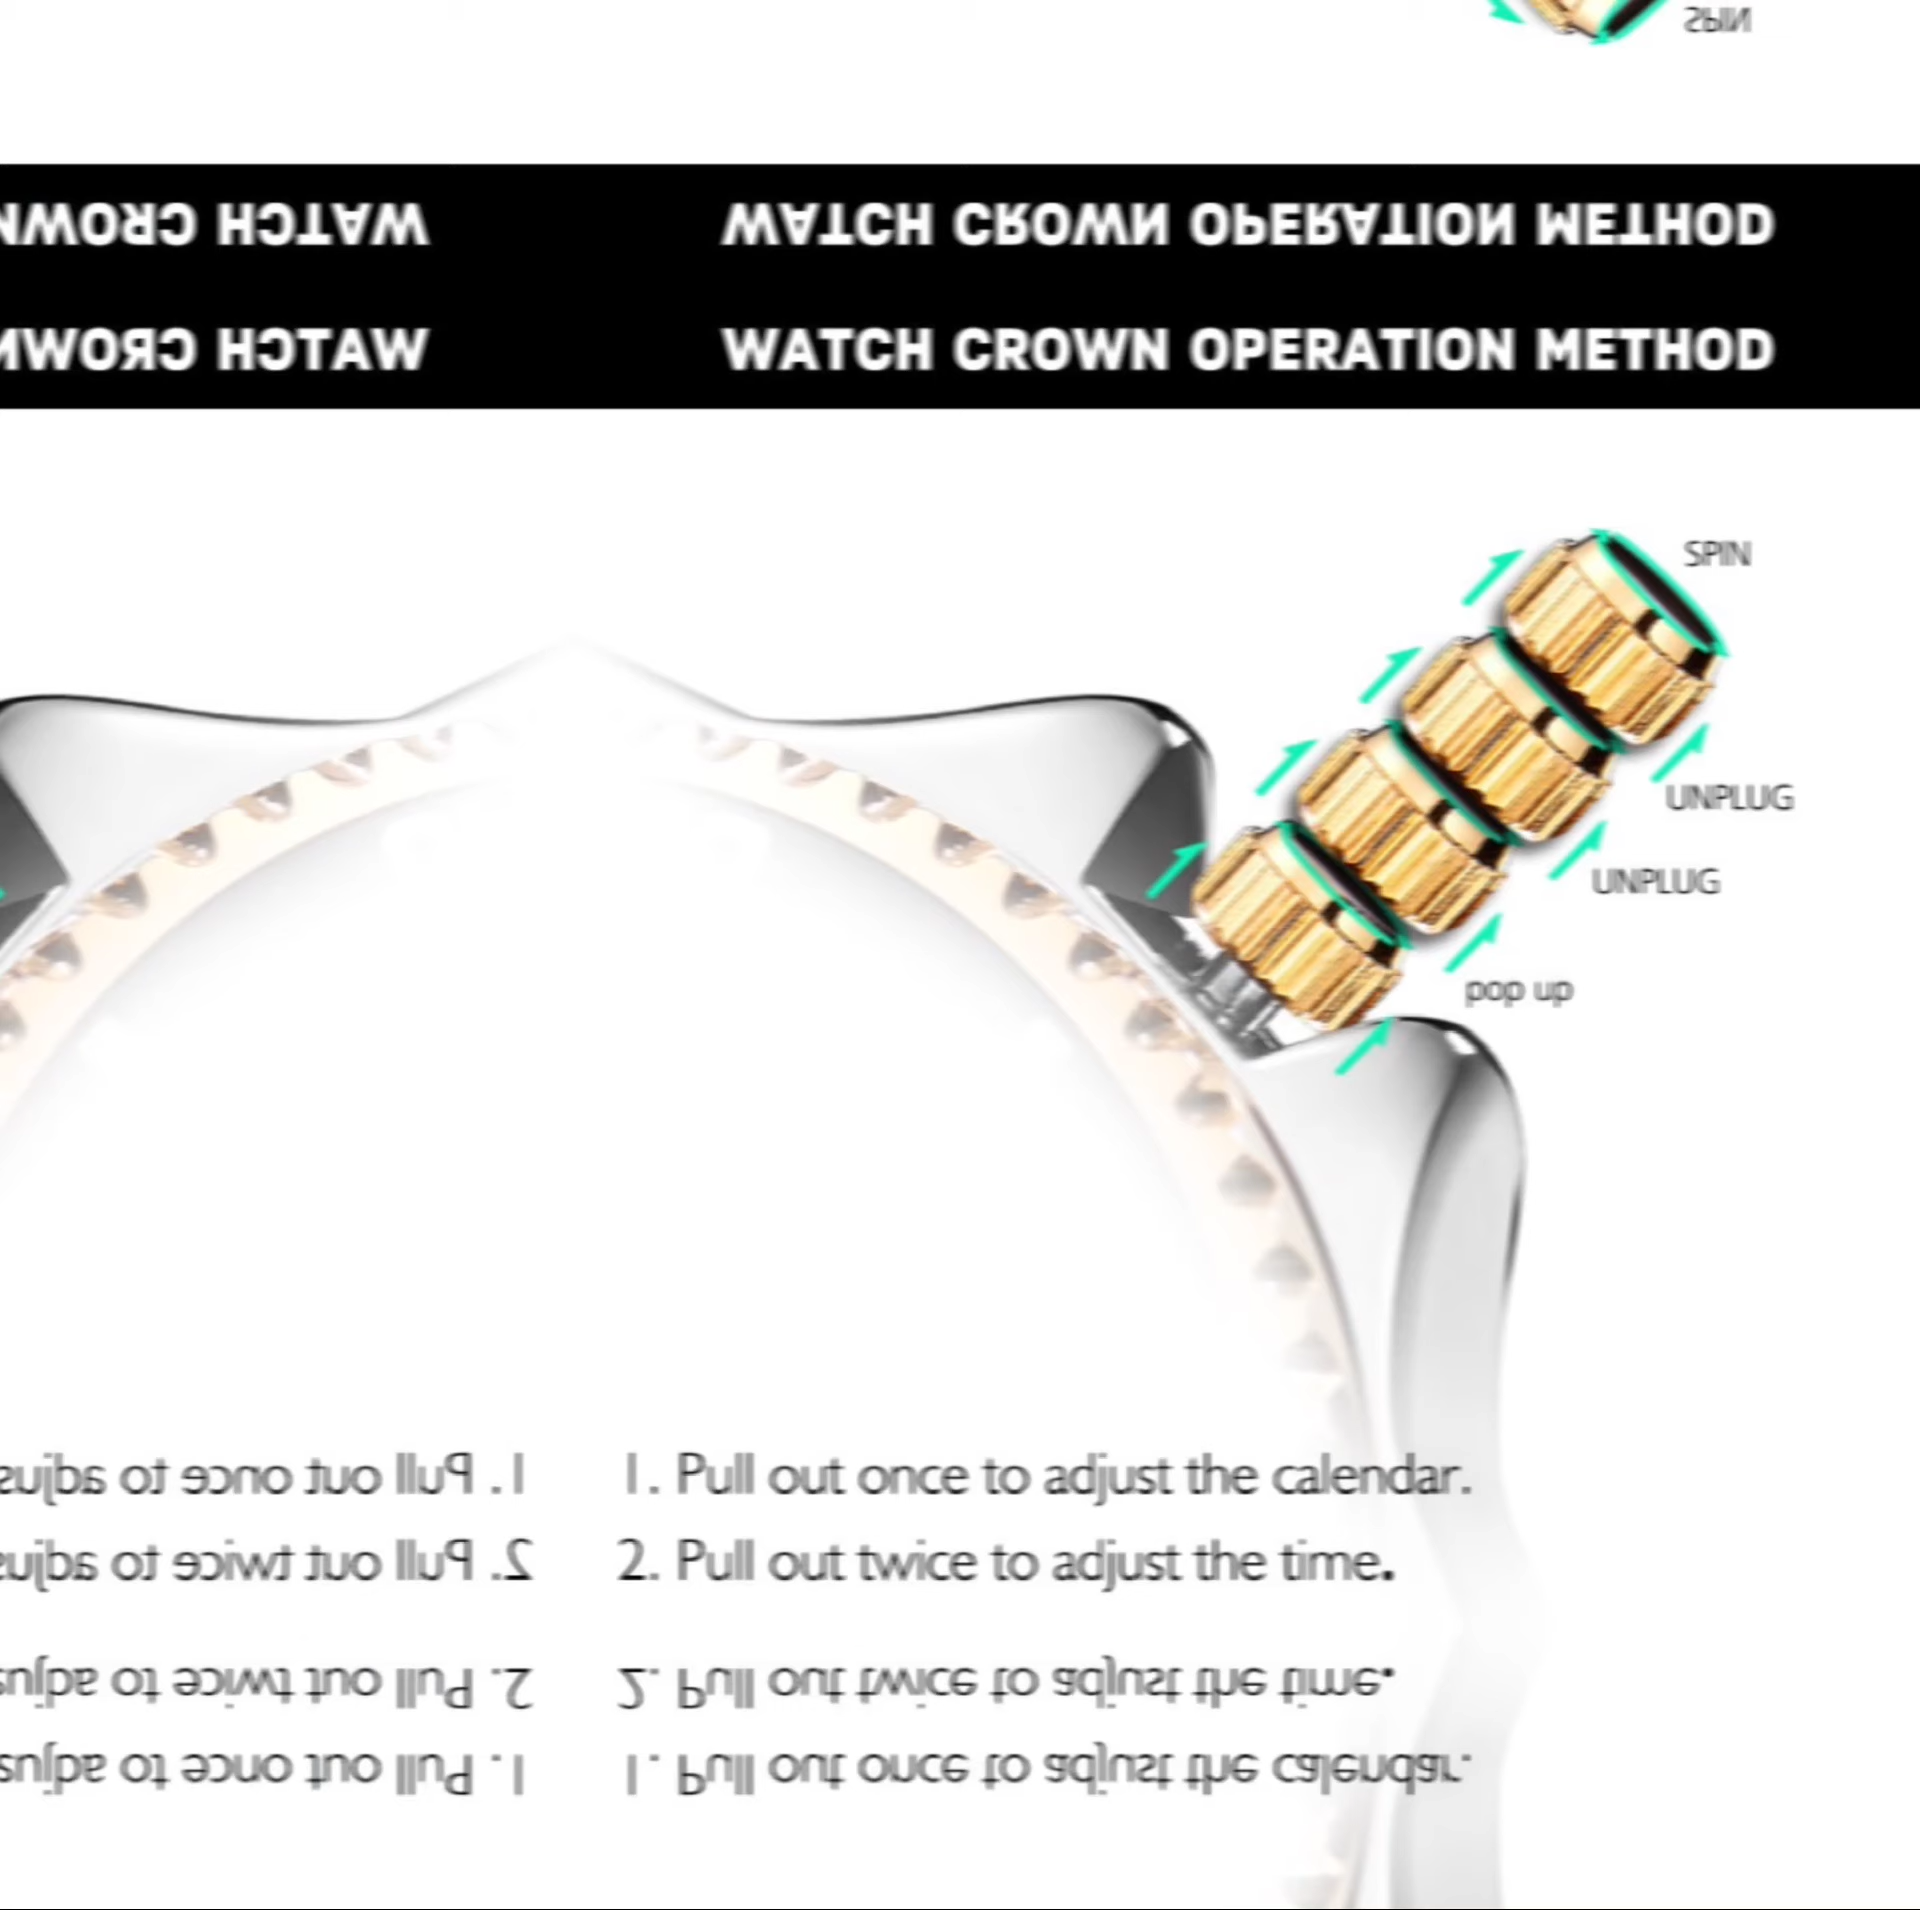 SPIN
WATCH CROWN
WATCH CROWN OPERATION METHOD
WATCH CROWN
WATCH CROWN OPERATION METHOD
SPIN
UNPLUG
UNPLUG
pop up
1. Pull out once to adjus
1. Pull out once to adjust the calendar.
2. Pull out twice to adjus
2. Pull out twice to adjust the time.
2. Pull out twice to adjus
2. Pull out twice to adjust the time.
1. Pull out once to adjus
1. Pull out once to adjust the calendar.